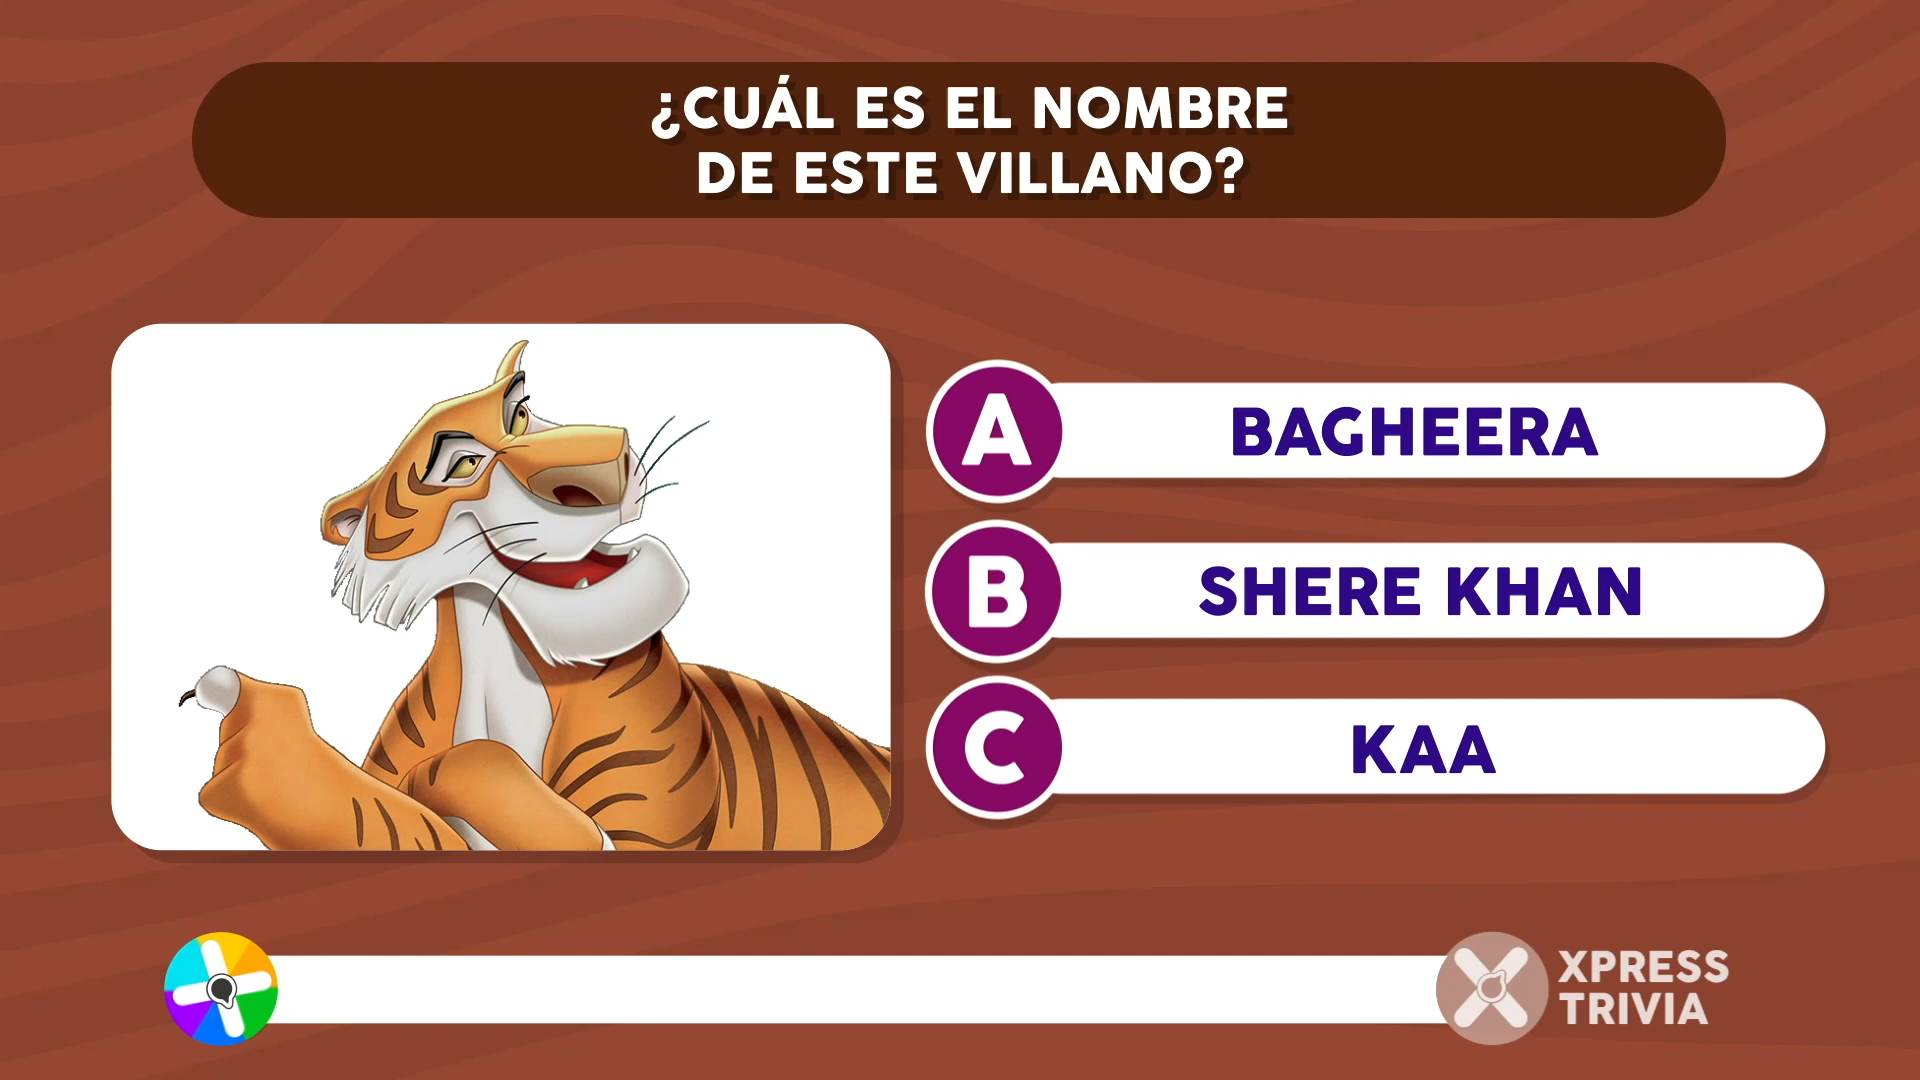 ¿CUÁL ES EL NOMBRE
DE ESTE VILLANO?
A BAGHEERA
B SHERE KHAN
C KAA
XPRESS
TRIVIA